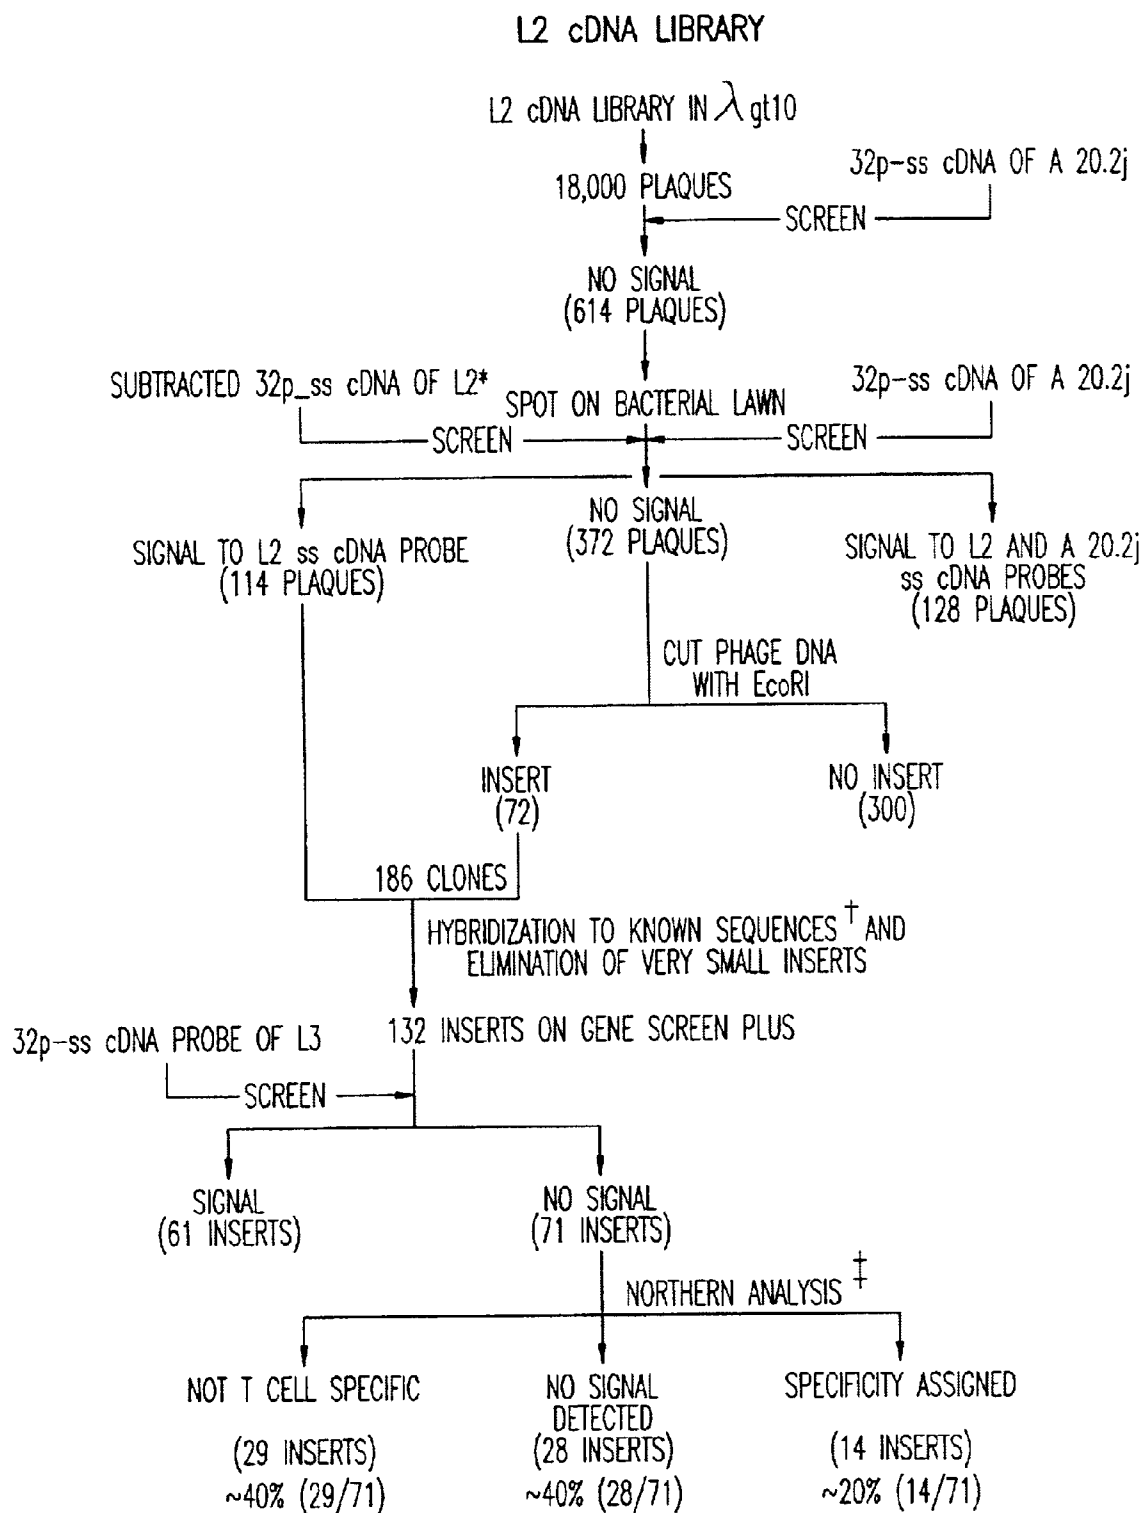 L2 cDNA LIBRARY
L2 cDNA LIBRARY IN λgt10
32p-ss cDNA OF A 20.2j
18,000 PLAQUES
SCREEN
NO SIGNAL
(614 PLAQUES)
SUBTRACTED 32p_ss cDNA OF L2*
32p-ss cDNA OF A 20.2j
SPOT ON BACTERIAL LAWN
SCREEN
SCREEN
SIGNAL TO L2 ss cDNA PROBE
(114 PLAQUES)
NO SIGNAL
(372 PLAQUES)
SIGNAL TO L2 AND A 20.2j
ss cDNA PROBES
(128 PLAQUES)
CUT PHAGE DNA
WITH EcoRI
INSERT
(72)
NO INSERT
(300)
186 CLONES
HYBRIDIZATION TO KNOWN SEQUENCES† AND
ELIMINATION OF VERY SMALL INSERTS
32p-ss cDNA PROBE OF L3
132 INSERTS ON GENE SCREEN PLUS
SCREEN
SIGNAL
(61 INSERTS)
NO SIGNAL
(71 INSERTS)
NORTHERN ANALYSIS‡
NOT T CELL SPECIFIC
(29 INSERTS)
~40% (29/71)
NO SIGNAL
DETECTED
(28 INSERTS)
~40% (28/71)
SPECIFICITY ASSIGNED
(14 INSERTS)
~20% (14/71)